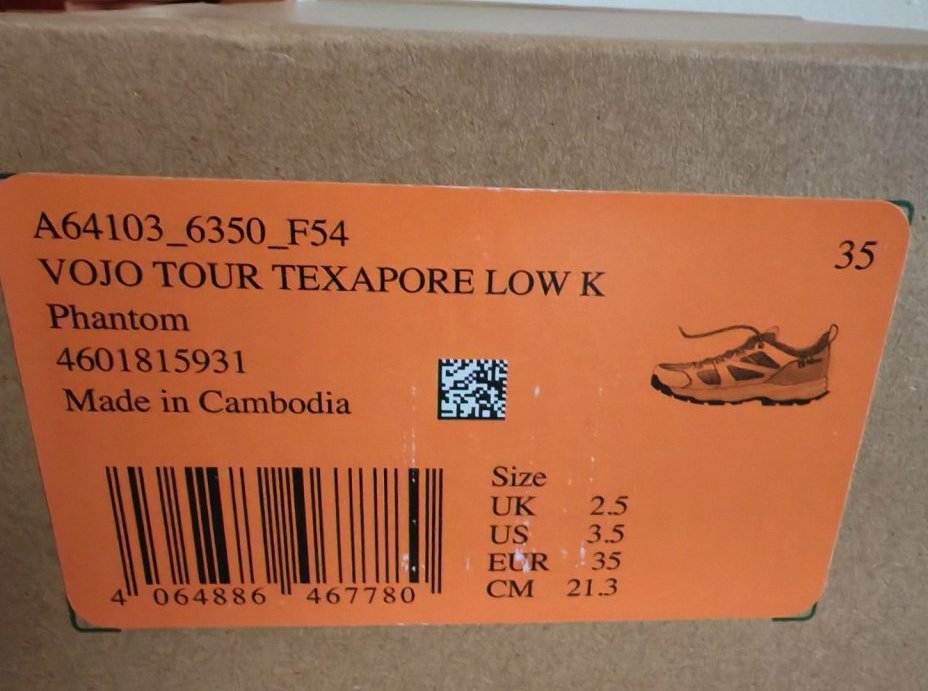 A64103_6350_F54
35
VOJO TOUR TEXAPORE LOW K
Phantom
4601815931
Made in Cambodia
Size
UK 2.5
US 3.5
EUR 35
CM 21.3
4 064886 467780